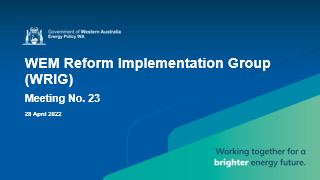 Government of Western Australia
Energy Policy WA
WEM Reform Implementation Group
(WRIG)
Meeting No. 23
28 April 2022
Working together for a
brighter energy future.